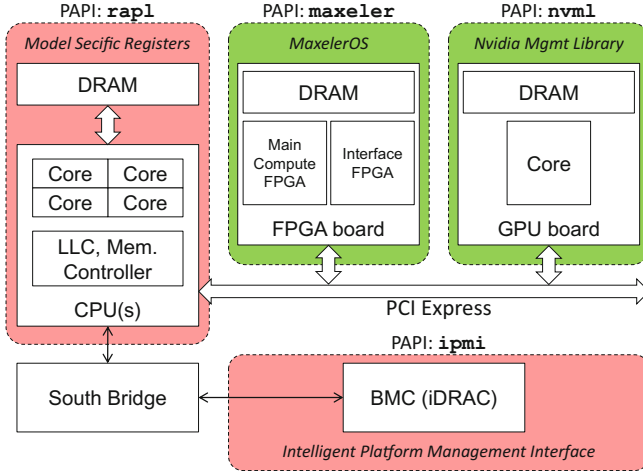 PAPI: rapl
Model Secific Registers
DRAM
Core Core
Core Core
LLC, Mem.
Controller
CPU(s)
PAPI: maxeler
MaxelerOS
DRAM
Main
Compute
FPGA
Interface
FPGA
FPGA board
PAPI: nvml
Nvidia Mgmt Library
DRAM
Core
GPU board
PCI Express
South Bridge
PAPI: ipmi
BMC (iDRAC)
Intelligent Platform Management Interface